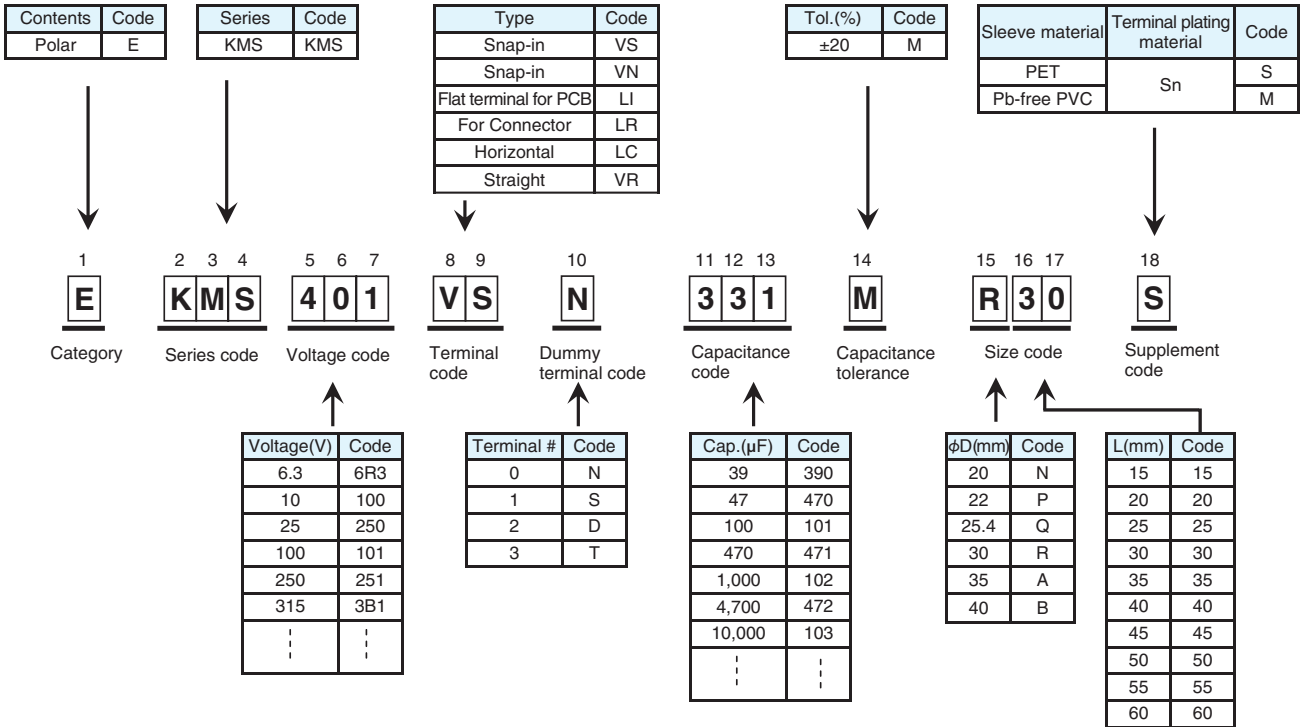 Contents Code
Polar E
Series Code
KMS KMS
Type Code
Snap-in VS
Snap-in VN
Flat terminal for PCB LI
For Connector LR
Horizontal LC
Straight VR
Tol.(%) Code
±20 M
Sleeve material Terminal plating material Code
PET Sn S
Pb-free PVC M
1 2 3 4 5 6 7 8 9 10 11 12 13 14 15 16 17 18
E K M S 4 0 1 V S N 3 3 1 M R 3 0 S
Category
Series code
Voltage code
Terminal
code
Dummy
terminal code
Capacitance
code
Capacitance
tolerance
Size code
Supplement
code
Voltage(V) Code
6.3 6R3
10 100
25 250
100 101
250 251
315 3B1
Terminal # Code
0 N
1 S
2 D
3 T
Cap.(µF) Code
39 390
47 470
100 101
470 471
1,000 102
4,700 472
10,000 103
ϕD(mm) Code
20 N
22 P
25.4 Q
30 R
35 A
40 B
L(mm) Code
15 15
20 20
25 25
30 30
35 35
40 40
45 45
50 50
55 55
60 60